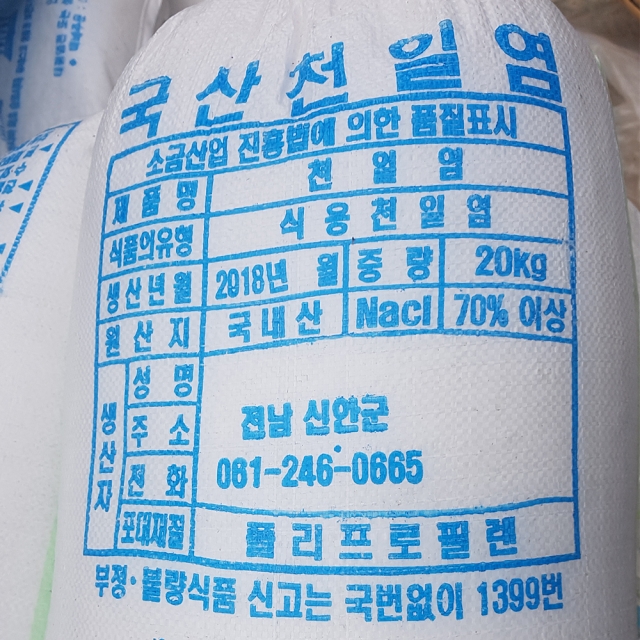 국산천일염
소금산업 진흥법에 의한 품질표시
제품명 천일염
식품의유형 식용천일염
생산년월 2018년 월 중량 20kg
원산지 국내산 Nacl 70% 이상
생산자
성명
주소 전남 신안군
전화 061-246-0665
포대재질 폴리프로필렌
부정·불량식품 신고는 국번없이 1399번